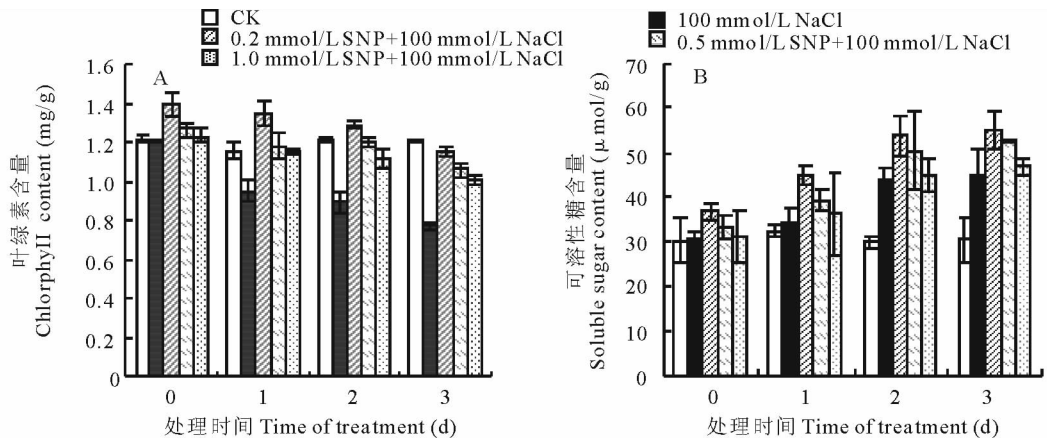 CK
0.2 mmol/L SNP+100 mmol/L NaCl
1.0 mmol/L SNP+100 mmol/L NaCl
100 mmol/L NaCl
0.5 mmol/L SNP+100 mmol/L NaCl
A
1.6
1.4
1.2
1.0
0.8
0.6
0.4
0.2
0
叶绿素含量
ChlorphyII content (mg/g)
0 1 2 3
处理时间 Time of treatment (d)
B
70
60
50
40
30
20
10
0
可溶性糖含量
Soluble sugar content (μmol/g)
0 1 2 3
处理时间 Time of treatment (d)